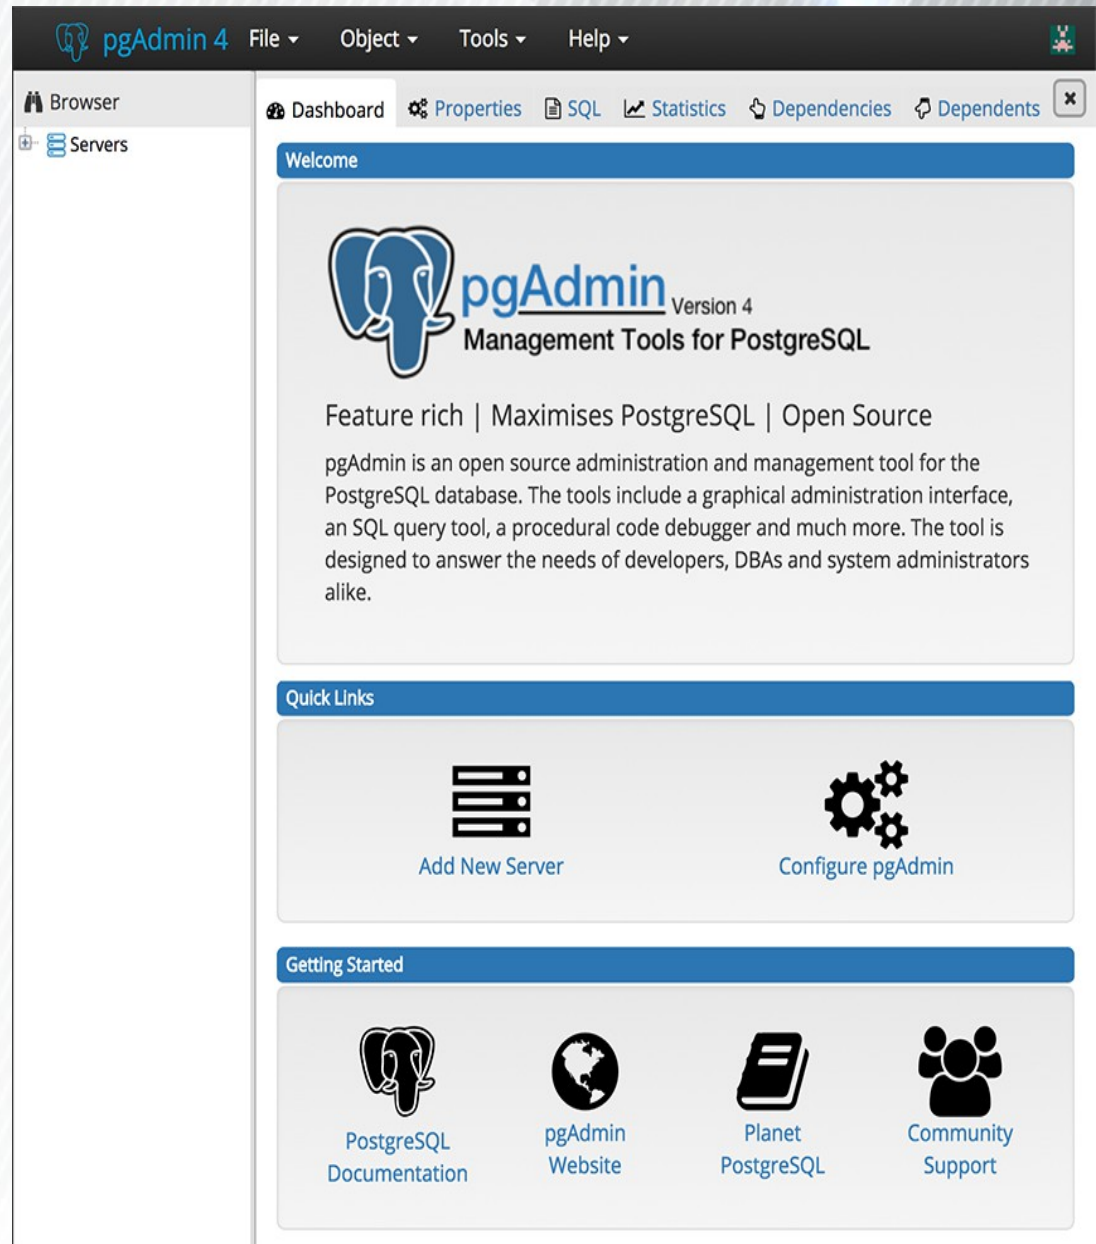 pgAdmin 4 File Object Tools Help
Browser
Dashboard Properties SQL Statistics Dependencies Dependents
Servers
Welcome
pgAdmin Version 4
Management Tools for PostgreSQL
Feature rich | Maximises PostgreSQL | Open Source
pgAdmin is an open source administration and management tool for the
PostgreSQL database. The tools include a graphical administration interface,
an SQL query tool, a procedural code debugger and much more. The tool is
designed to answer the needs of developers, DBAs and system administrators
alike.
Quick Links
Add New Server
Configure pgAdmin
Getting Started
PostgreSQL
Documentation
pgAdmin
Website
Planet
PostgreSQL
Community
Support